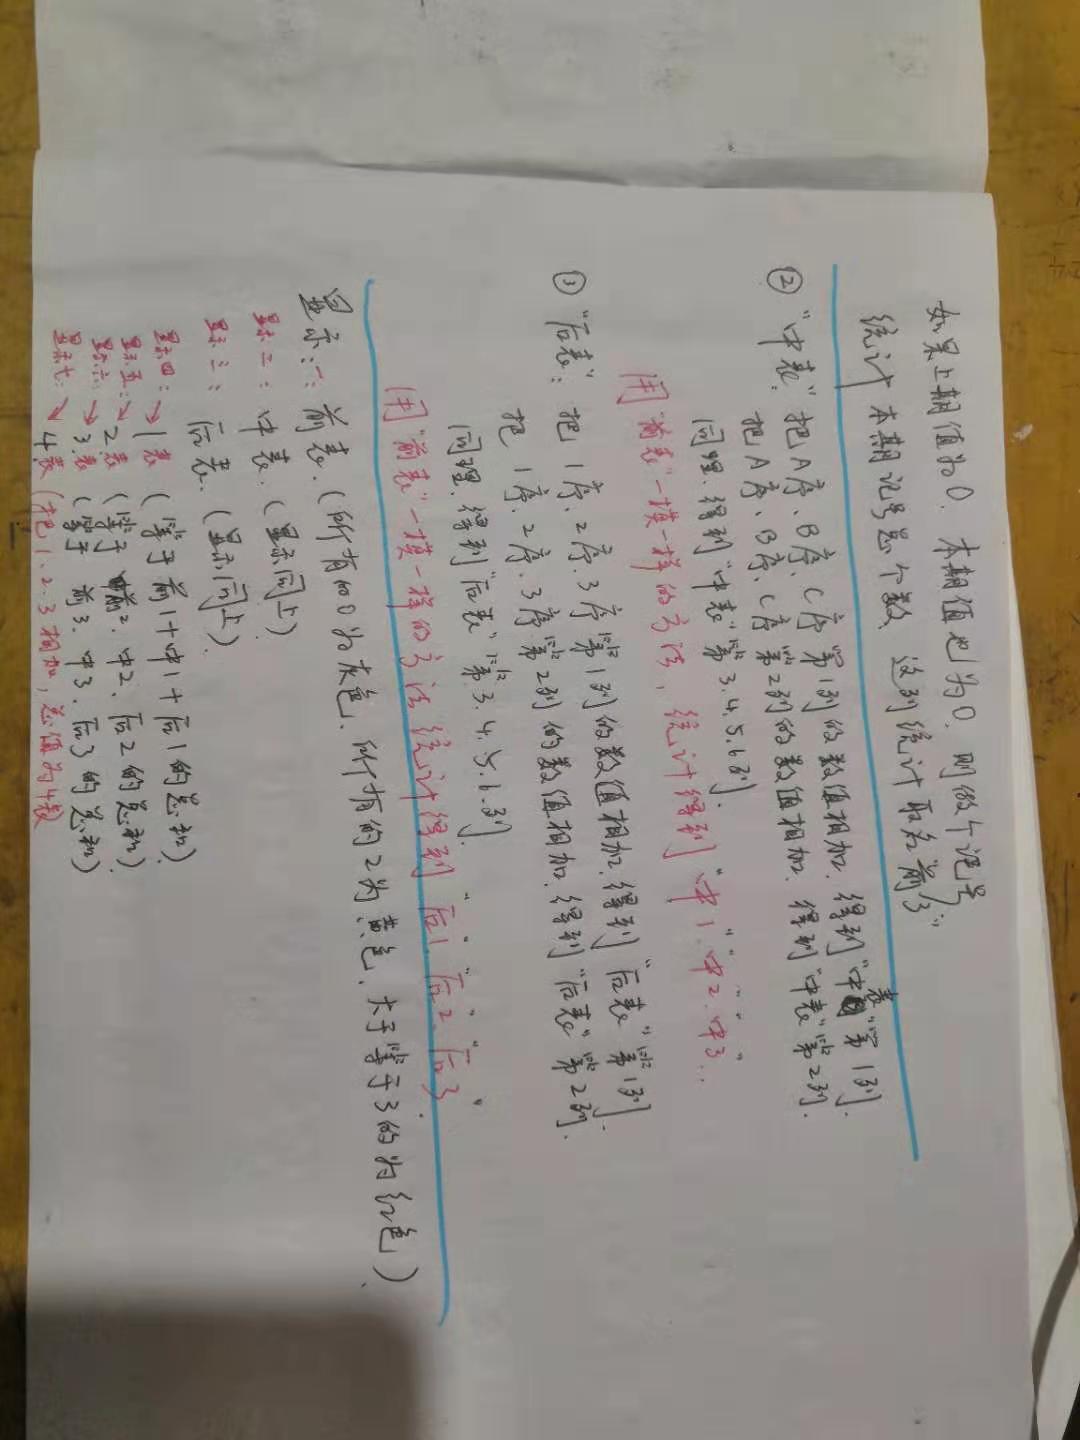 如果上期值为0. 本期值也为0. 则做个记号
统计本期记号总个数、这列统计取名"前3"
② "中表": 把A序、B序、C序第1列的数值相加. 得到"中表"第1列.
把A序、B序、C序第2列的数值相加. 得到"中表"第2列.
同理.得到"中表"第3.4.5.6列.
用"前表"一模一样的方法, 统计得到"中1"、"中2"、"中3"..
③ "后表": 把1序、2序、3序第1列的数值相加.得到"后表"第1列.
把1序、2序、3序第2列的数值相加.得到"后表"第2列.
同理.得到"后表"第3.4.5.6.列.
用"前表"一模一样的方法统计得到"后1"、"后2"、"后3".
显示:一: 前表.(所有的0为灰色.所有的2为黄色.大于等于3的为红色).
显示二: 中表.(显示同上).
显示三: 后表.(显示同上).
显示四:→1表 (等于前1+中1+后1的总和).
显示五:→2表 (等于前2、中2、后2的总和).
显示六:→3.表 (等于 前3、中3、后3的总和)
显示七:→4表(把1.2.3相加,总值为4表)